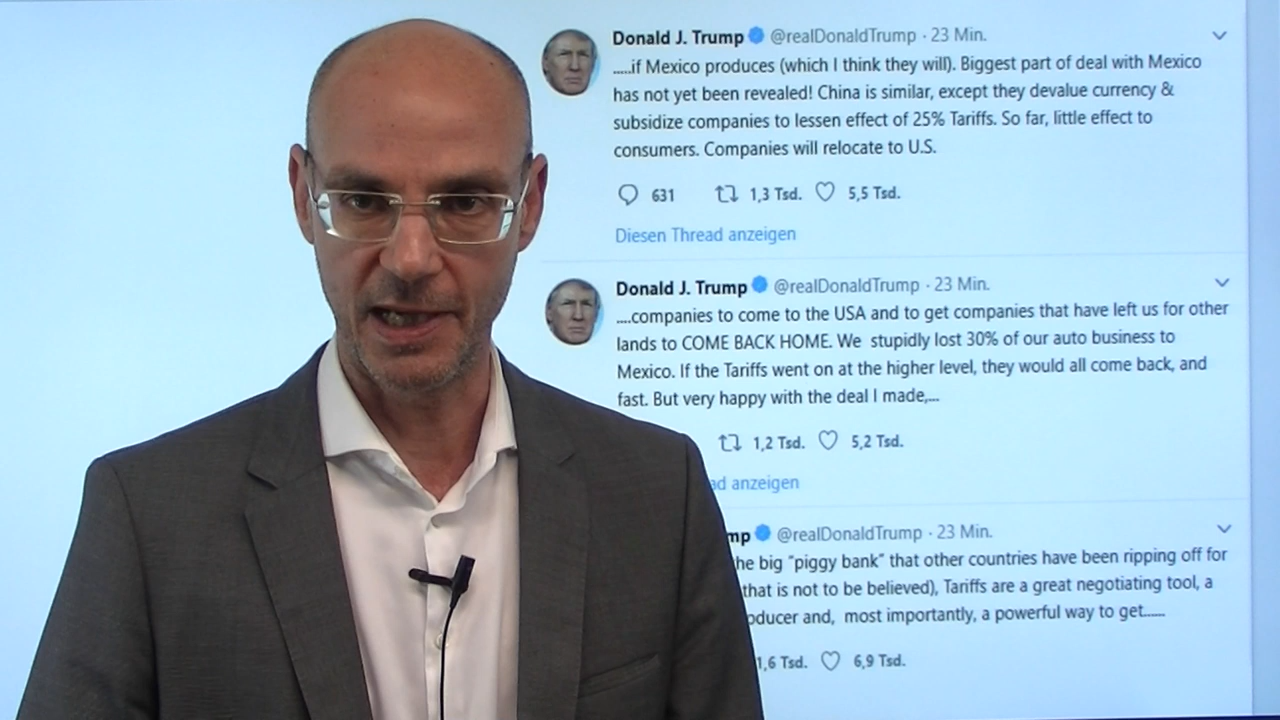 Donald J. Trump @realDonaldTrump · 23 Min.
.....if Mexico produces (which I think they will). Biggest part of deal with Mexico
has not yet been revealed! China is similar, except they devalue currency &
subsidize companies to lessen effect of 25% Tariffs. So far, little effect to
consumers. Companies will relocate to U.S.
631 1,3 Tsd. 5,5 Tsd.
Diesen Thread anzeigen
Donald J. Trump @realDonaldTrump · 23 Min.
....companies to come to the USA and to get companies that have left us for other
lands to COME BACK HOME. We stupidly lost 30% of our auto business to
Mexico. If the Tariffs went on at the higher level, they would all come back, and
fast. But very happy with the deal I made,...
1,2 Tsd. 5,2 Tsd.
ad anzeigen
mp @realDonaldTrump · 23 Min.
he big "piggy bank" that other countries have been ripping off for
that is not to be believed), Tariffs are a great negotiating tool, a
oducer and, most importantly, a powerful way to get......
1,6 Tsd. 6,9 Tsd.